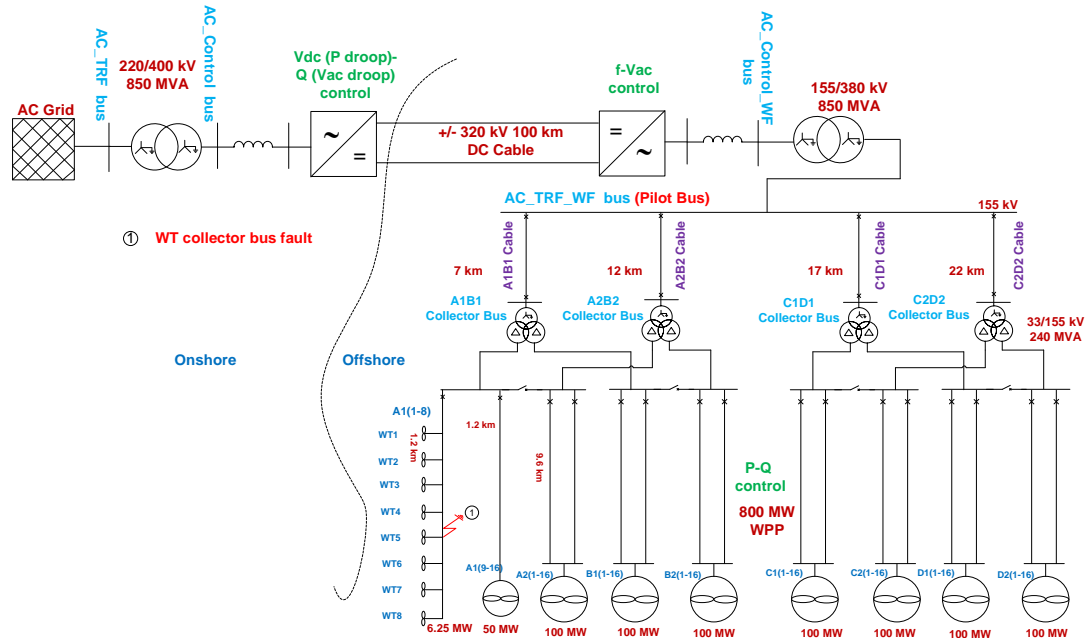 AC_TRF bus
220/400 kV
850 MVA
AC_Control bus
Vdc (P droop)-
Q (Vac droop)
control
f-Vac
control
AC_Control_WF
bus
155/380 kV
850 MVA
AC Grid
~
=
+/- 320 kV 100 km
DC Cable
=
~
AC_TRF_WF bus (Pilot Bus)
155 kV
1 WT collector bus fault
7 km
A1B1 Cable
12 km
A2B2 Cable
17 km
C1D1 Cable
22 km
C2D2 Cable
A1B1
Collector Bus
A2B2
Collector Bus
C1D1
Collector Bus
C2D2
Collector Bus
33/155 kV
240 MVA
Onshore
Offshore
A1(1-8)
1.2 km
1.2 km
9.6 km
WT1
WT2
WT3
WT4
WT5
WT6
WT7
WT8
1
P-Q
control
800 MW
WPP
A1(9-16)
A2(1-16)
B1(1-16)
B2(1-16)
C1(1-16)
C2(1-16)
D1(1-16)
D2(1-16)
6.25 MW
50 MW
100 MW
100 MW
100 MW
100 MW
100 MW
100 MW
100 MW